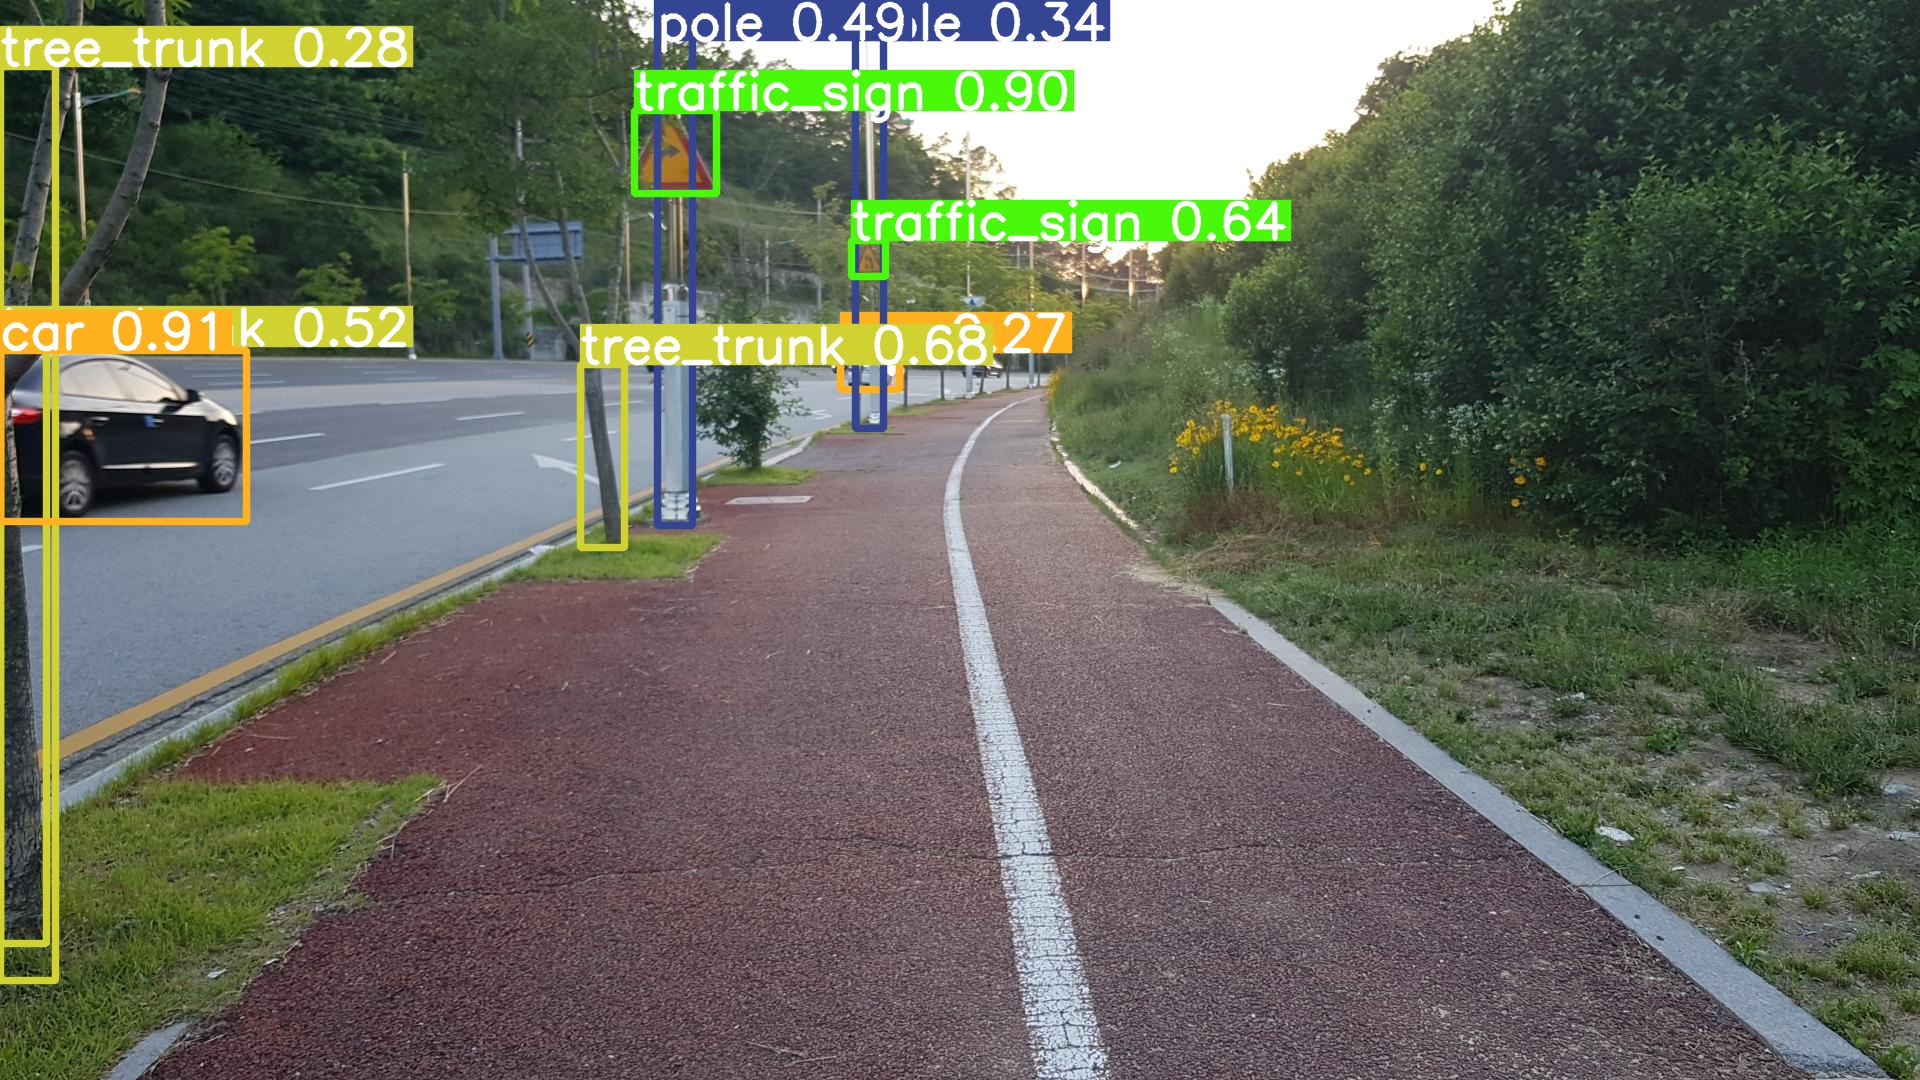 pole 0.49
le 0.34
tree_trunk 0.28
traffic_sign 0.90
traffic_sign 0.64
car 0.91
k 0.52
0.27
tree_trunk 0.68